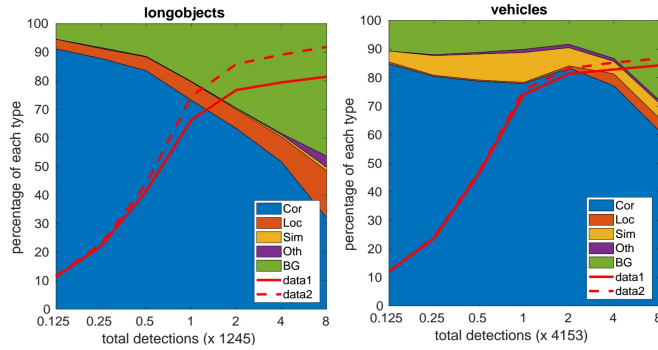 longobjects
percentage of each type
100
90
80
70
60
50
40
30
20
10
0
0.125 0.25 0.5 1 2 4 8
total detections (x 1245)
Cor
Loc
Sim
Oth
BG
data1
data2
vehicles
percentage of each type
100
90
80
70
60
50
40
30
20
10
0
0.125 0.25 0.5 1 2 4 8
total detections (x 4153)
Cor
Loc
Sim
Oth
BG
data1
data2